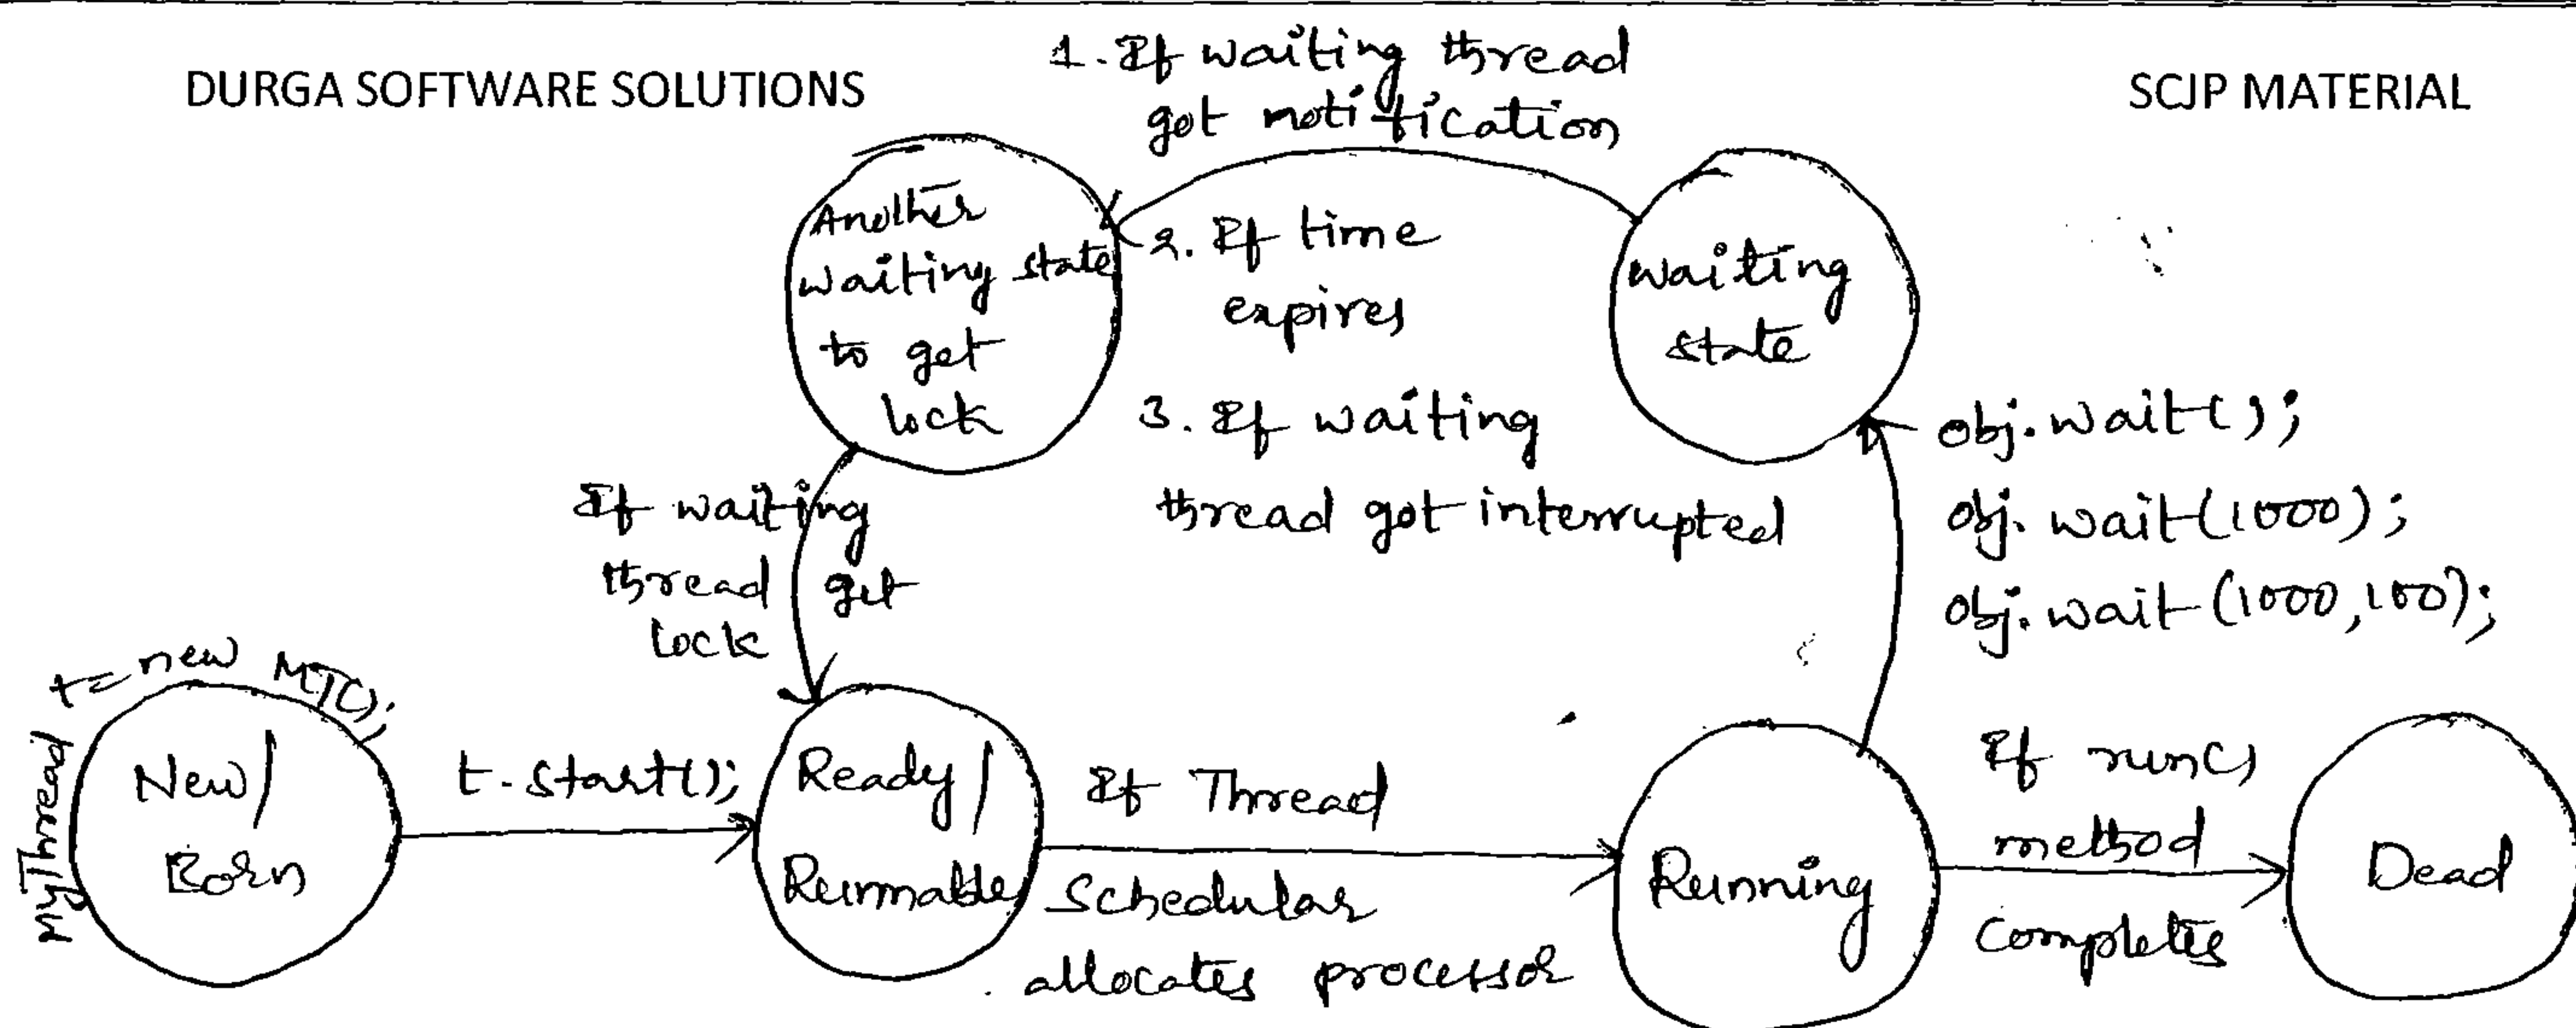 DURGA SOFTWARE SOLUTIONS
SCJP MATERIAL
1. If waiting thread
got notification
2. If time
expires
3. If waiting
thread got interrupted
Another
waiting state
to get
lock
waiting
state
obj.wait();
obj.wait(1000);
obj.wait(1000,100);
If waiting
thread get
lock
MyThread t=new MT();
New/
Born
t.start();
Ready/
Runnable
If Thread
Schedular
allocates processor
Running
If run()
method
completes
Dead